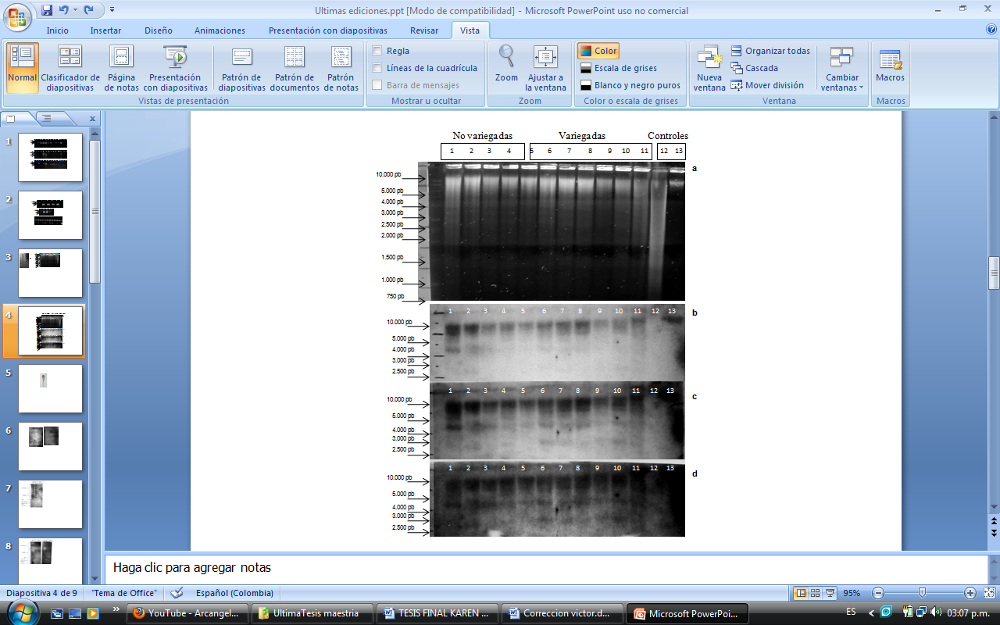 Ultimas ediciones.ppt [Modo de compatibilidad] - Microsoft PowerPoint uso no comercial
Inicio Insertar Diseño Animaciones Presentación con diapositivas Revisar Vista
Normal
Clasificador de diapositivas
Página de notas
Presentación con diapositivas
Patrón de diapositivas
Patrón de documentos
Patrón de notas
Vistas de presentación
Regla
Líneas de la cuadrícula
Barra de mensajes
Mostrar u ocultar
Zoom
Ajustar a la ventana
Zoom
Color
Escala de grises
Blanco y negro puros
Color o escala de grises
Nueva ventana
Organizar todas
Cascada
Mover división
Cambiar ventanas
Ventana
Macros
Macros
1
2
3
4
5
6
7
8
No variegadas Variegadas Controles
1 2 3 4 5 6 7 8 9 10 11 12 13
a
10.000 pb
5.000 pb
4.000 pb
3.000 pb
2.500 pb
2.000 pb
1.500 pb
1.000 pb
750 pb
1 2 3 4 5 6 7 8 9 10 11 12 13
b
10.000 pb
5.000 pb
4.000 pb
3.000 pb
2.500 pb
1 2 3 4 5 6 7 8 9 10 11 12 13
c
10.000 pb
5.000 pb
4.000 pb
3.000 pb
2.500 pb
1 2 3 4 5 6 7 8 9 10 11 12 13
d
10.000 pb
5.000 pb
4.000 pb
3.000 pb
2.500 pb
Haga clic para agregar notas
Diapositiva 4 de 9 "Tema de Office" Español (Colombia) 95%
YouTube - Arcangel... UltimaTesis maestria TESIS FINAL KAREN ... Correccion victor.d... Microsoft PowerPoi... ES 03:07 p.m.